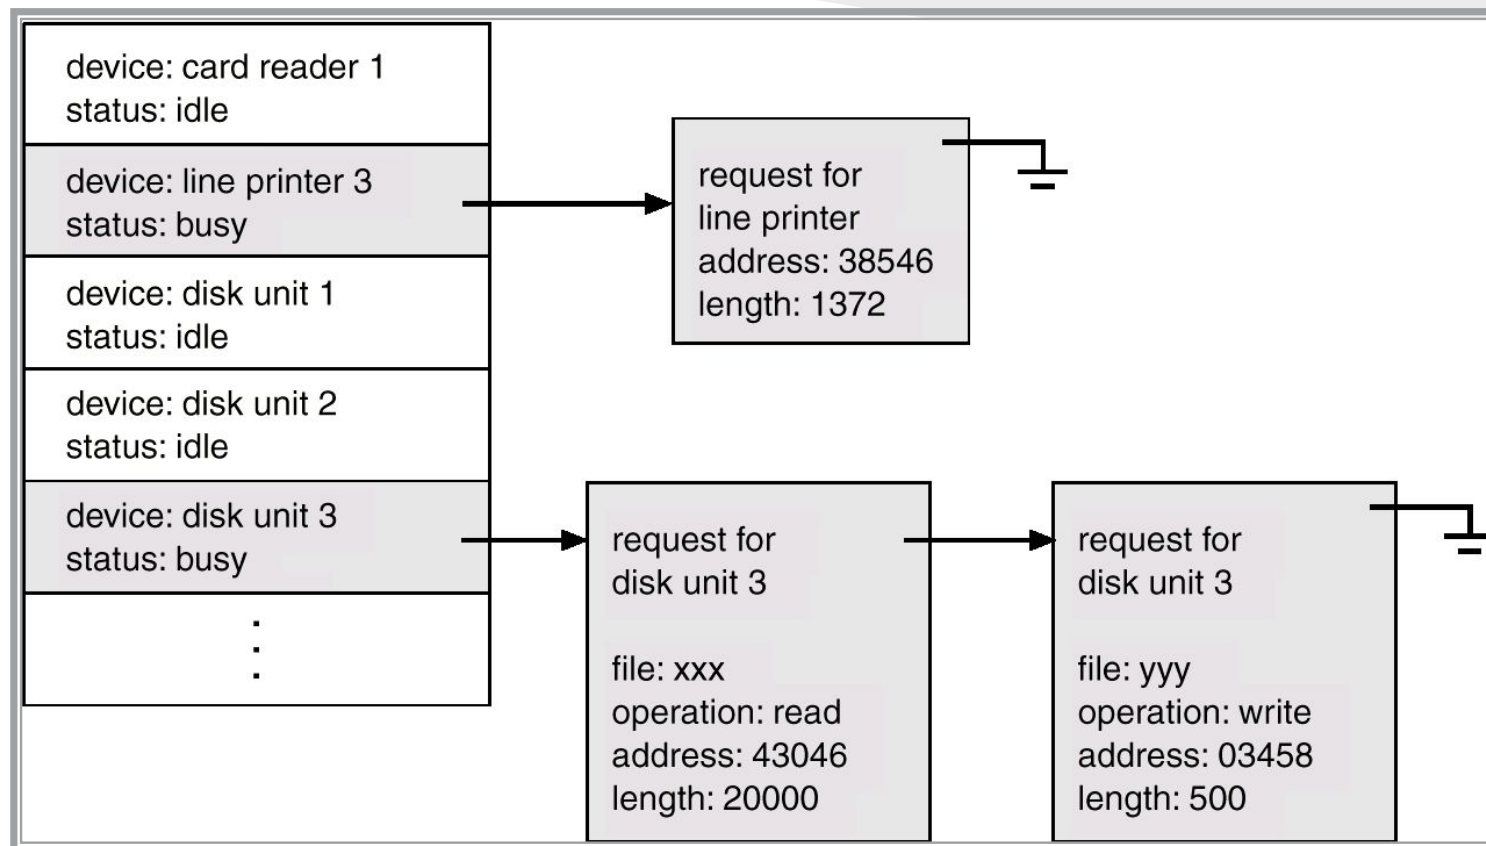 device: card reader 1
status: idle
device: line printer 3
status: busy
device: disk unit 1
status: idle
device: disk unit 2
status: idle
device: disk unit 3
status: busy
request for
line printer
address: 38546
length: 1372
request for
disk unit 3
file: xxx
operation: read
address: 43046
length: 20000
request for
disk unit 3
file: yyy
operation: write
address: 03458
length: 500